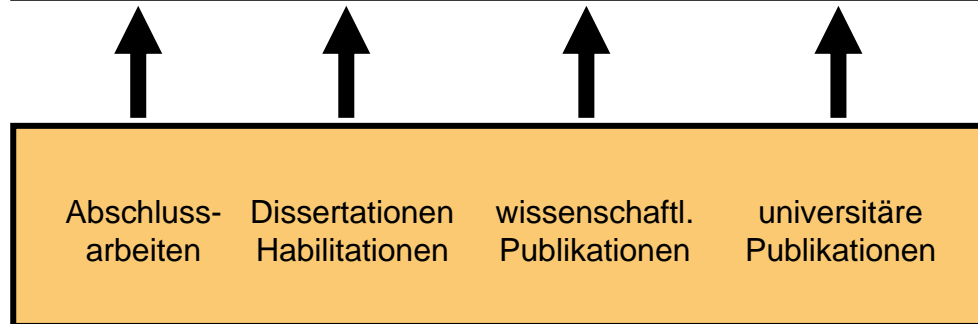 Abschluss-
arbeiten
Dissertationen
Habilitationen
wissenschaftl.
Publikationen
universitäre
Publikationen